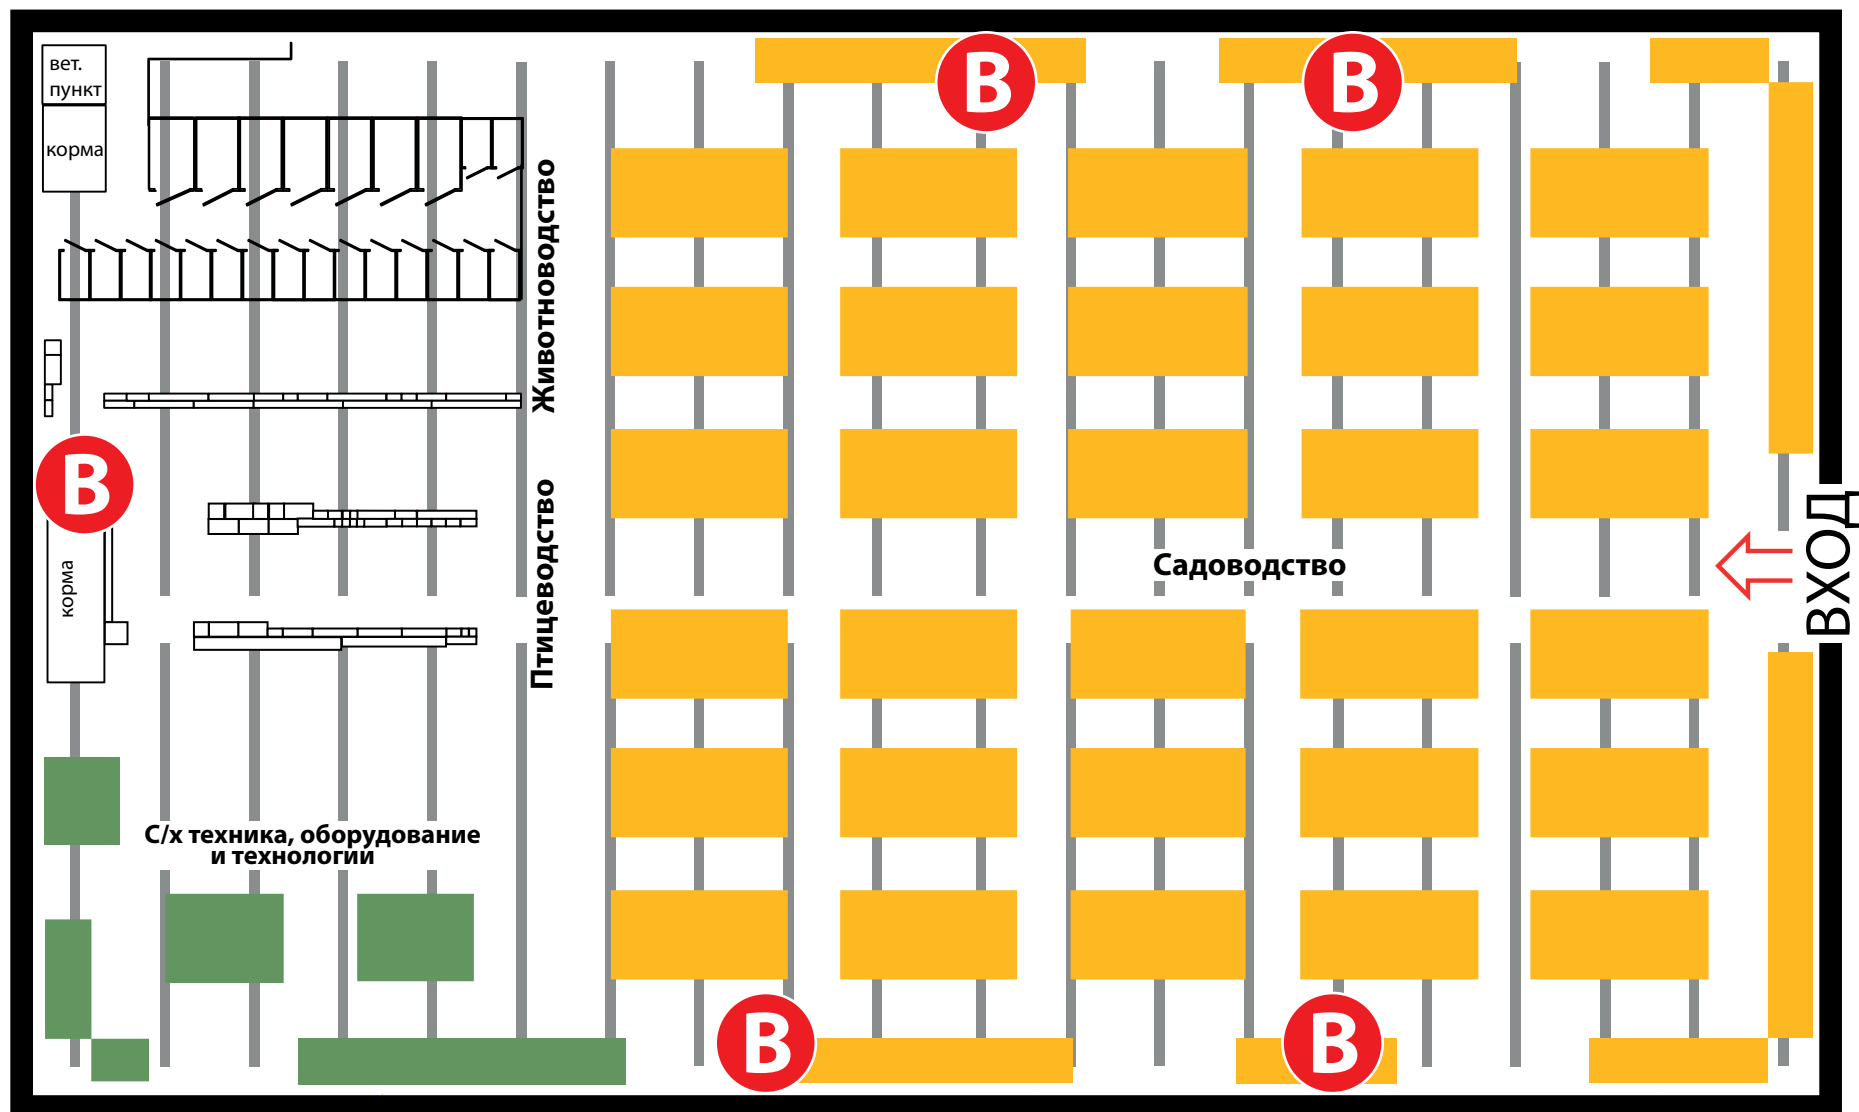 вет.
пункт
корма
В
В
Животноводство
В
корма
Птицеводство
Садоводство
ВХОД
С/х техника, оборудование
и технологии
В
В